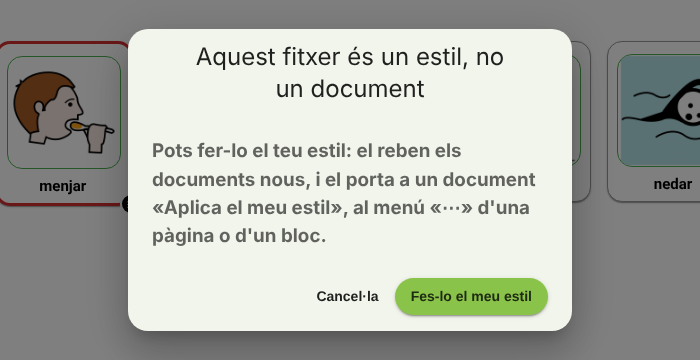 Aquest fitxer és un estil, no
un document
Pots fer-lo el teu estil: el reben els
documents nous, i el porta a un document
«Aplica el meu estil», al menú «···» d'una
pàgina o d'un bloc.
Cancel·la
Fes-lo el meu estil
menjar
nedar